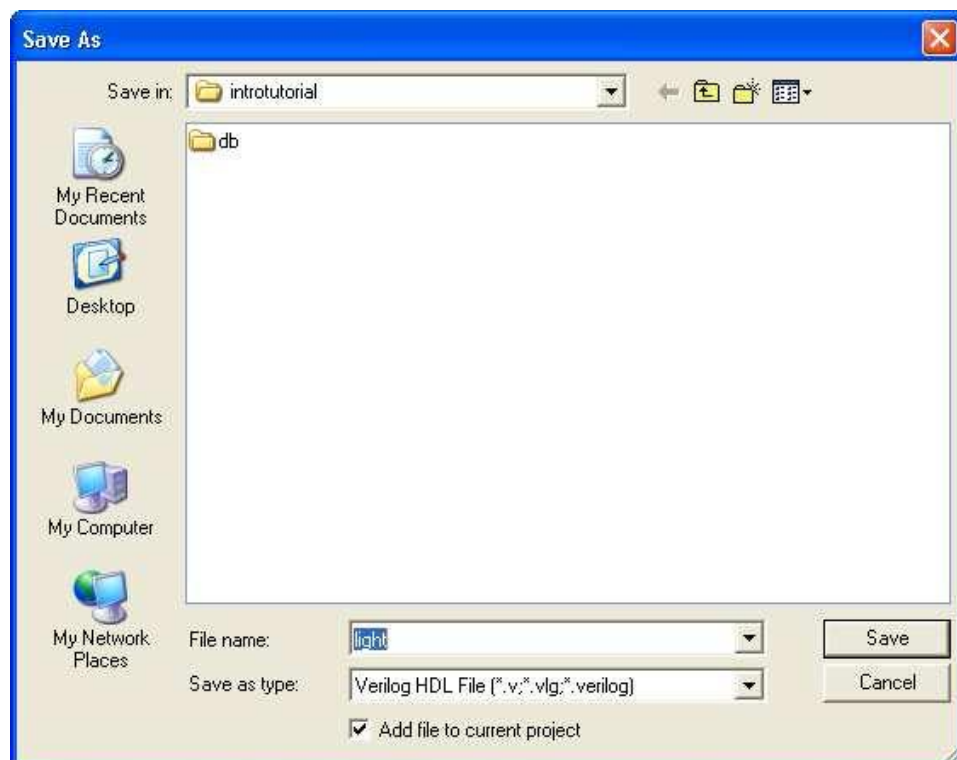 Save As
Save in: introtutorial
db
My Recent
Documents
Desktop
My Documents
My Computer
My Network
Places
File name: light
Save
Save as type: Verilog HDL File (*.v;*.vlg;*.verilog)
Cancel
Add file to current project